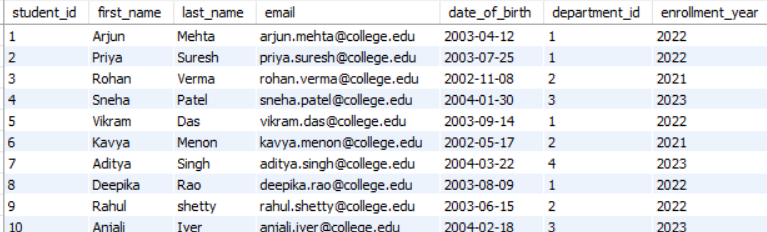 student_id first_name last_name email date_of_birth department_id enrollment_year
1 Arjun Mehta arjun.mehta@college.edu 2003-04-12 1 2022
2 Priya Suresh priya.suresh@college.edu 2003-07-25 1 2022
3 Rohan Verma rohan.verma@college.edu 2002-11-08 2 2021
4 Sneha Patel sneha.patel@college.edu 2004-01-30 3 2023
5 Vikram Das vikram.das@college.edu 2003-09-14 1 2022
6 Kavya Menon kavya.menon@college.edu 2002-05-17 2 2021
7 Aditya Singh aditya.singh@college.edu 2004-03-22 4 2023
8 Deepika Rao deepika.rao@college.edu 2003-08-09 1 2022
9 Rahul shetty rahul.shetty@college.edu 2003-06-15 2 2022
10 Anjali Iyer anjali.iyer@college.edu 2004-02-18 3 2023